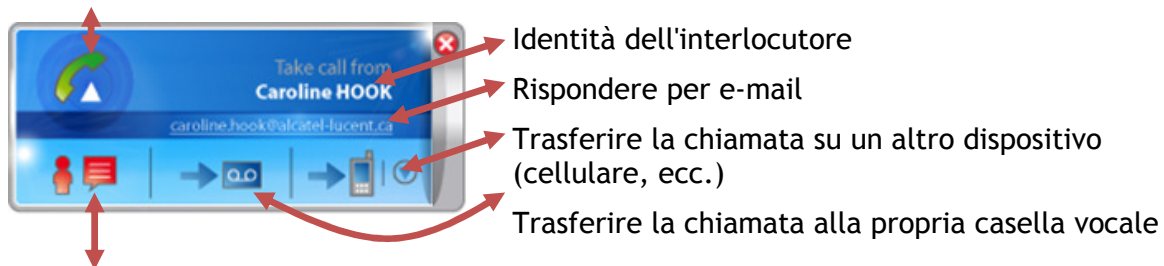 Identità dell'interlocutore
Take call from
Caroline HOOK
Rispondere per e-mail
caroline.hook@alcatel-lucent.ca
Trasferire la chiamata su un altro dispositivo
(cellulare, ecc.)
Trasferire la chiamata alla propria casella vocale